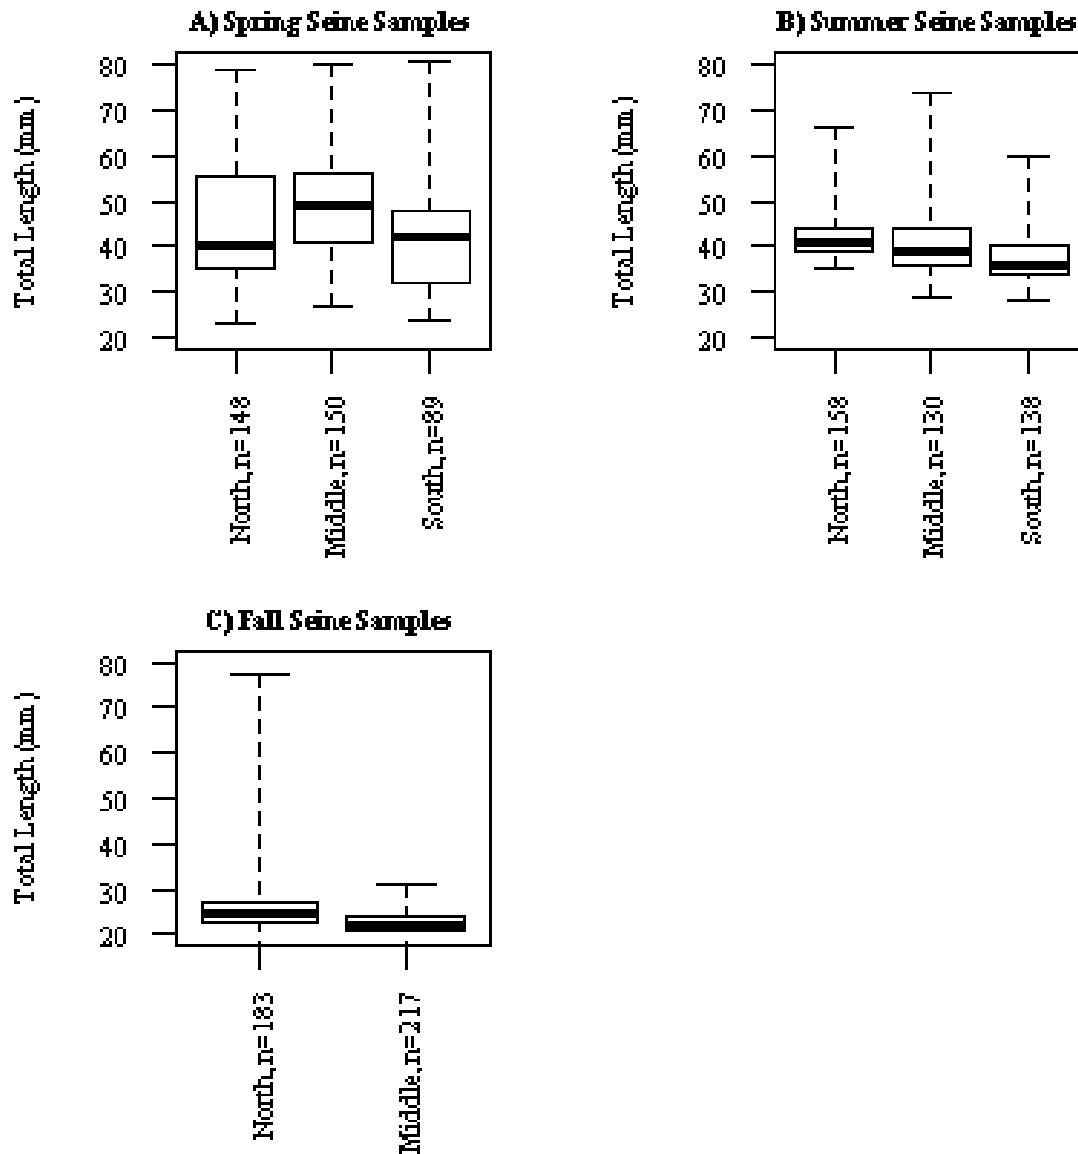 A) Spring Seine Samples
Total Length (mm)
80
70
60
50
40
30
20
North, n=148
Middle, n=150
South, n=89
B) Summer Seine Samples
Total Length (mm)
80
70
60
50
40
30
20
North, n=158
Middle, n=130
South, n=138
C) Fall Seine Samples
Total Length (mm)
80
70
60
50
40
30
20
North, n=183
Middle, n=217